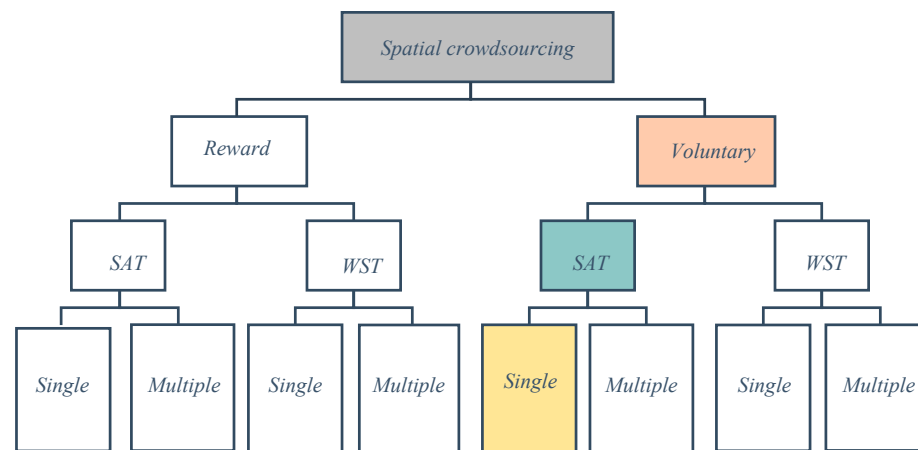 Spatial crowdsourcing
Reward
Voluntary
SAT
WST
SAT
WST
Single
Multiple
Single
Multiple
Single
Multiple
Single
Multiple